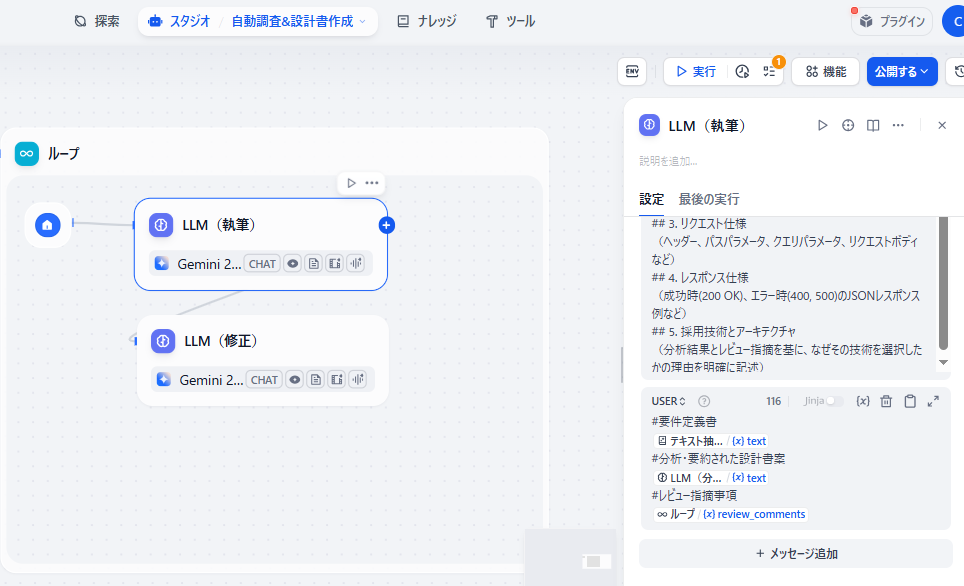 探索
スタジオ / 自動調査&設計書作成
ナレッジ
ツール
プラグイン
C
ENV
実行
1
機能
公開する
ループ
LLM（執筆）
Gemini 2... CHAT
LLM（修正）
Gemini 2... CHAT
LLM（執筆）
説明を追加...
設定 最後の実行
## 3. リクエスト仕様
（ヘッダー、パスパラメータ、クエリパラメータ、リクエストボディ
など）
## 4. レスポンス仕様
（成功時(200 OK)、エラー時(400, 500)のJSONレスポンス
例など）
## 5. 採用技術とアーキテクチャ
（分析結果とレビュー指摘を基に、なぜその技術を選択した
かの理由を明確に記述）
USER 116 Jinja {x}
#要件定義書
テキスト抽... / {x} text
#分析・要約された設計書案
LLM（分... / {x} text
#レビュー指摘事項
ループ / {x} review_comments
+ メッセージ追加